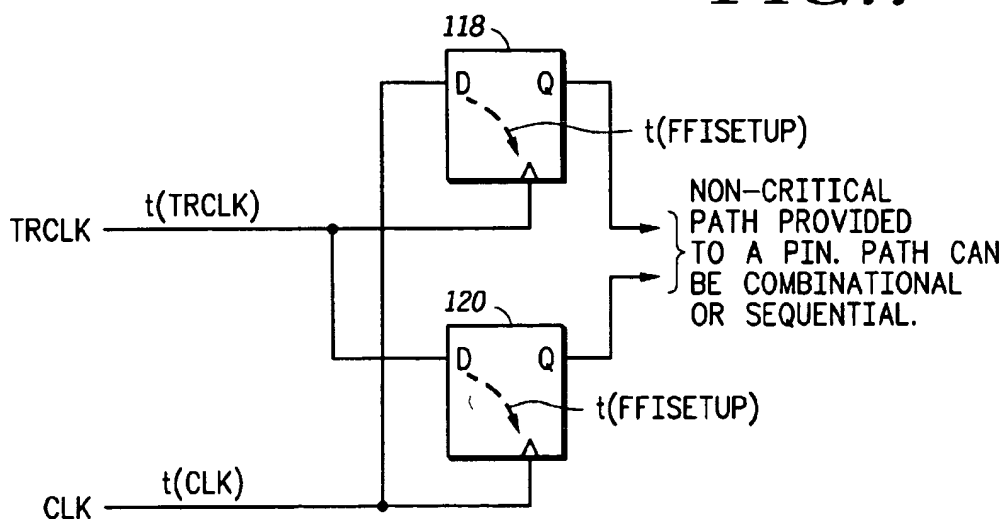 118
D Q
t(FFISETUP)
t(TRCLK)
TRCLK
NON-CRITICAL
PATH PROVIDED
TO A PIN. PATH CAN
BE COMBINATIONAL
OR SEQUENTIAL.
120
D Q
t(FFISETUP)
t(CLK)
CLK